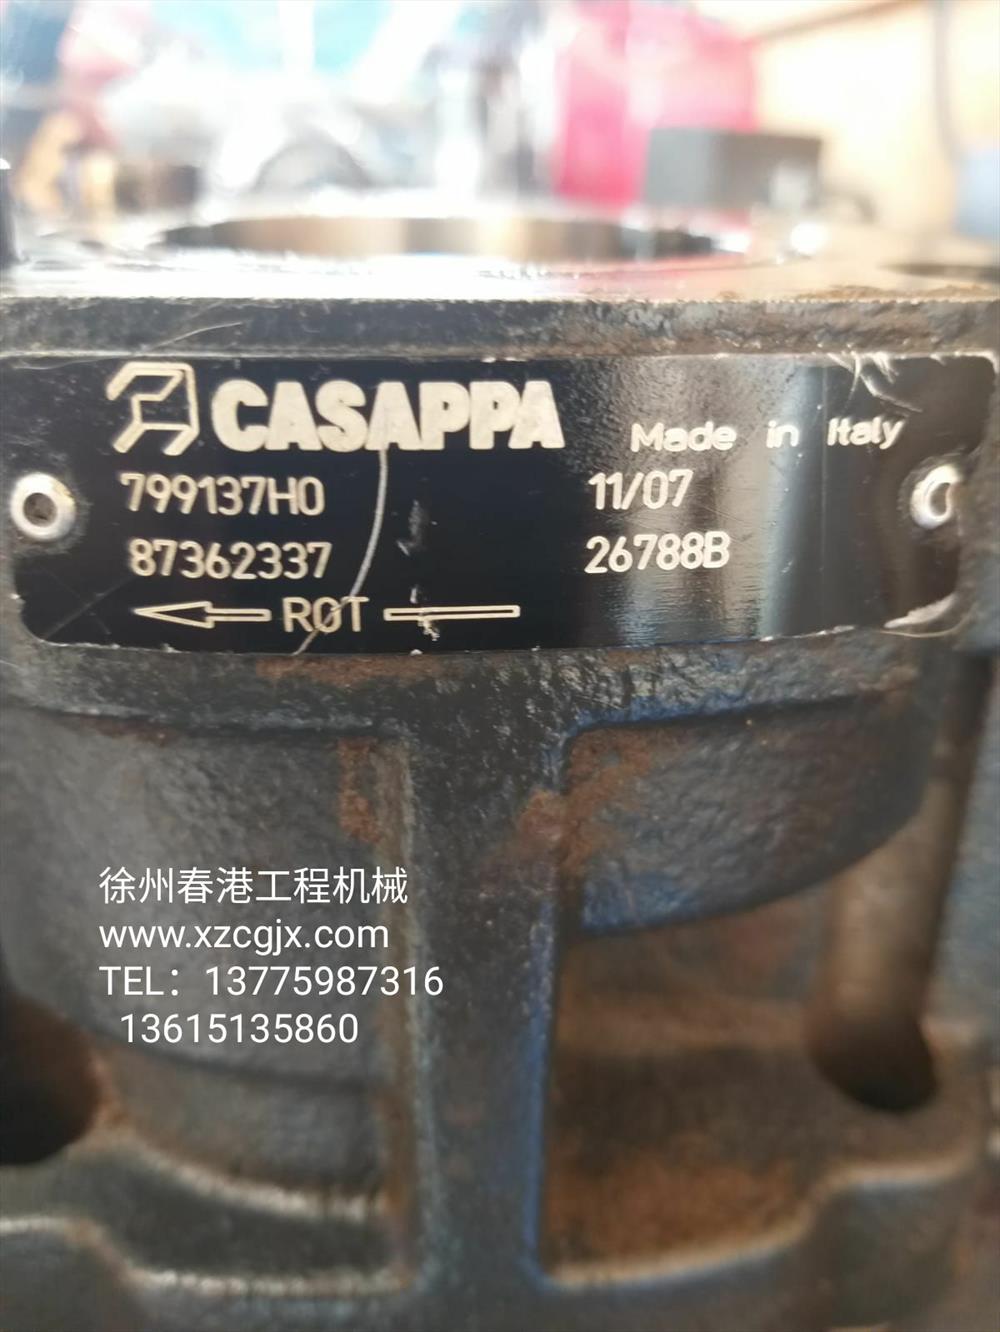 CASAPPA
Made in Italy
799137H0 11/07
87362337 26788B
ROT
徐州春港工程机械
www.xzcgjx.com
TEL：13775987316
13615135860